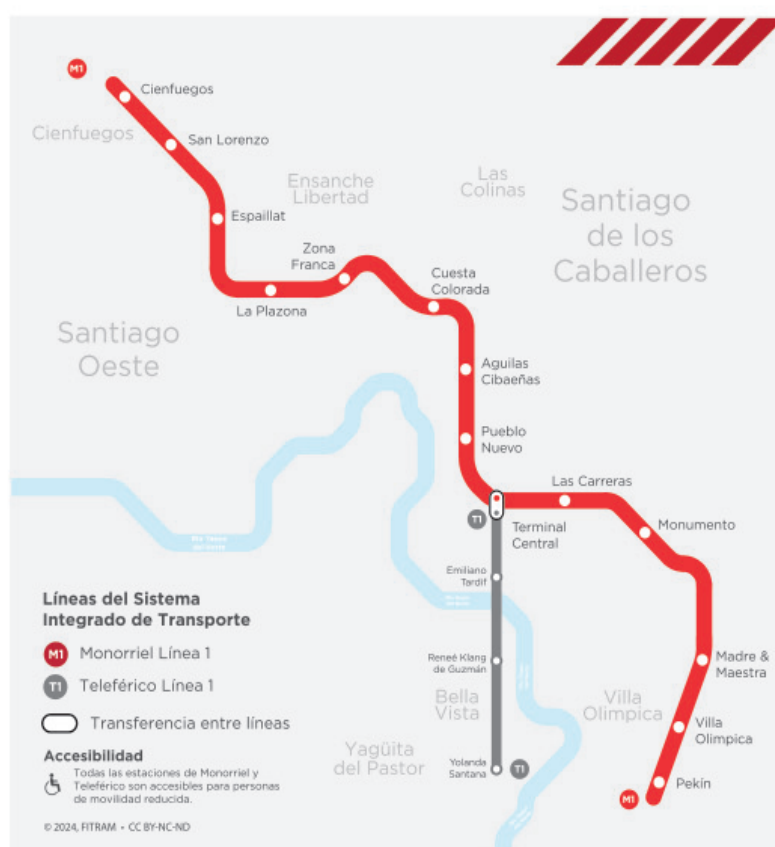 M1
Cienfuegos
Cienfuegos
San Lorenzo
Ensanche
Libertad
Las
Colinas
Santiago
de los
Caballeros
Espaillat
Zona
Franca
Cuesta
Colorada
La Plazona
Santiago
Oeste
Aguilas
Cibaeñas
Pueblo
Nuevo
Las Carreras
T1
Terminal
Central
Monumento
Emiliano
Tardif
Reneé Klang
de Guzmán
Madre &
Maestra
Bella
Vista
Villa
Olimpica
Villa
Olimpica
Yagüita
del Pastor
Yolanda
Santana
T1
Pekín
M1
Líneas del Sistema
Integrado de Transporte
M1 Monorriel Línea 1
T1 Teleférico Línea 1
Transferencia entre líneas
Accesibilidad
Todas las estaciones de Monorriel y
Teleférico son accesibles para personas
de movilidad reducida.
© 2024, FITRAM • CC BY-NC-ND